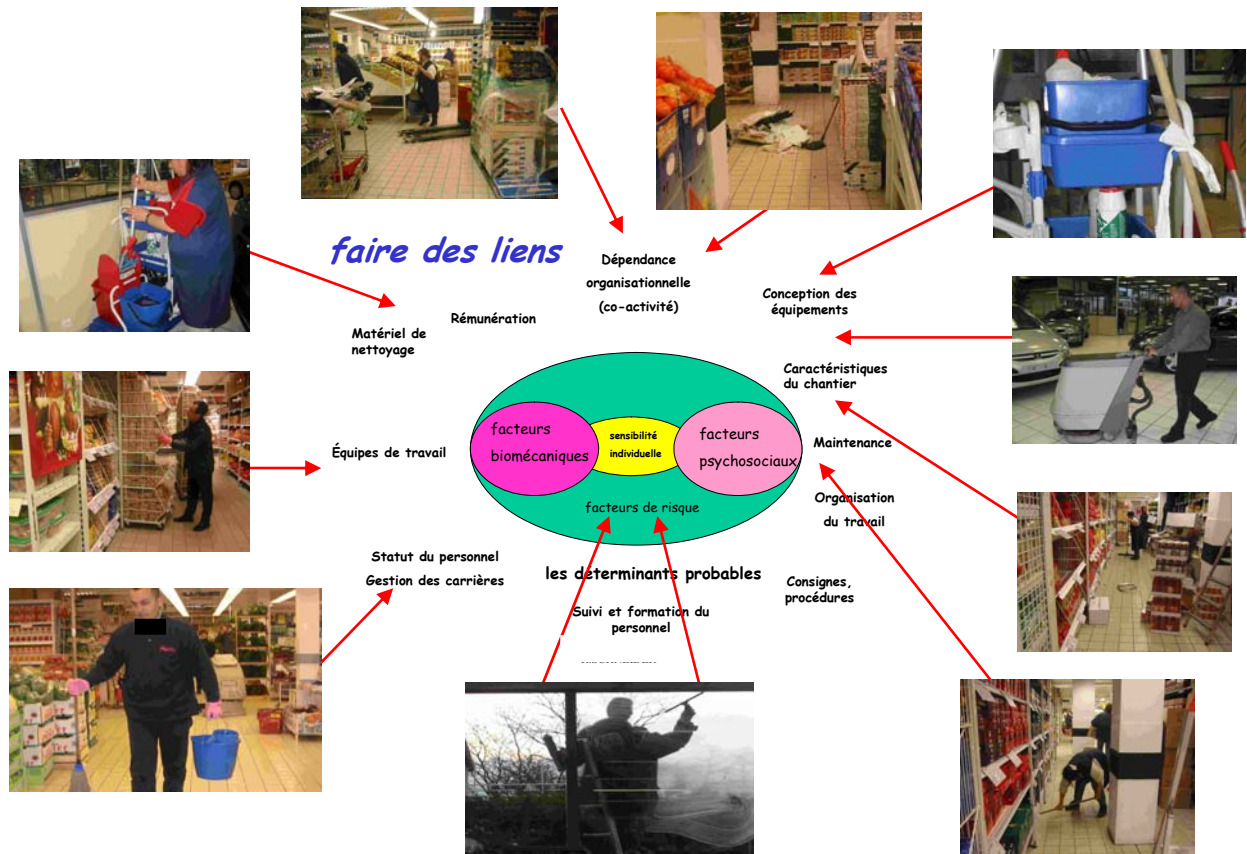 faire des liens
Dépendance
organisationnelle
(co-activité)
Conception des
équipements
Rémunération
Matériel de
nettoyage
Caractéristiques
du chantier
Équipes de travail
facteurs
biomécaniques
sensibilité
individuelle
facteurs
psychosociaux
Maintenance
facteurs de risque
Organisation
du travail
Statut du personnel
Gestion des carrières
les déterminants probables
Consignes,
procédures
Suivi et formation du
personnel